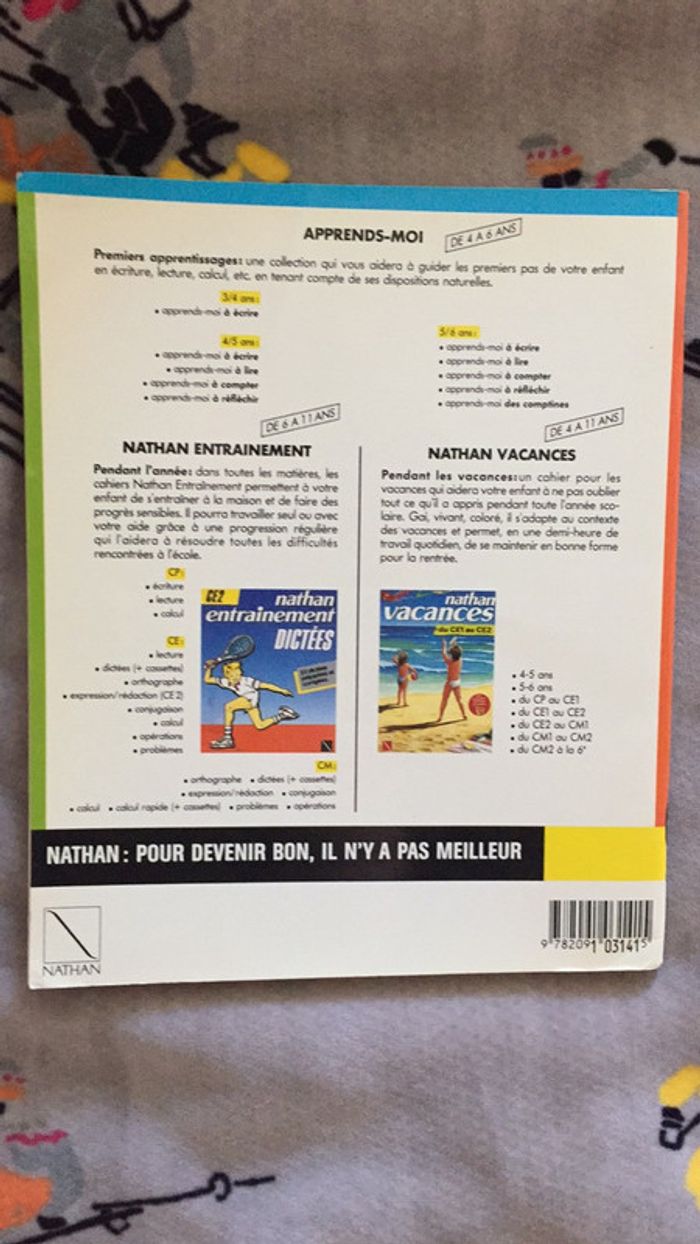 APPRENDS-MOI
DE 4 A 6 ANS
Premiers apprentissages: une collection qui vous aidera à guider les premiers pas de votre enfant
en écriture, lecture, calcul, etc. en tenant compte de ses dispositions naturelles.
3/4 ans :
• apprends-moi à écrire
4/5 ans :
• apprends-moi à écrire
• apprends-moi à lire
• apprends-moi à compter
• apprends-moi à réfléchir
5/6 ans :
• apprends-moi à écrire
• apprends-moi à lire
• apprends-moi à compter
• apprends-moi à réfléchir
• apprends-moi des comptines
DE 6 A 11 ANS
NATHAN ENTRAINEMENT
Pendant l'année: dans toutes les matières, les
cahiers Nathan Entraînement permettent à votre
enfant de s'entraîner à la maison et de faire des
progrès sensibles. Il pourra travailler seul ou avec
votre aide grâce à une progression régulière
qui l'aidera à résoudre toutes les difficultés
rencontrées à l'école.
CP :
• écriture
• lecture
• calcul
CE :
• lecture
• dictées (+ cassettes)
• orthographe
• expression/rédaction (CE 2)
• conjugaison
• calcul
• opérations
• problèmes
CE2
nathan
entrainement
DICTÉES
CM :
• orthographe • dictées (+ cassettes)
• expression/rédaction • conjugaison
• calcul • calcul rapide (+ cassettes) • problèmes • opérations
DE 4 A 11 ANS
NATHAN VACANCES
Pendant les vacances: un cahier pour les
vacances qui aidera votre enfant à ne pas oublier
tout ce qu'il a appris pendant toute l'année sco-
laire. Gai, vivant, coloré, il s'adapte au contexte
des vacances et permet, en une demi-heure de
travail quotidien, de se maintenir en bonne forme
pour la rentrée.
nathan
vacances
du CE1 au CE2
• 4-5 ans
• 5-6 ans
• du CP au CE1
• du CE1 au CE2
• du CE2 au CM1
• du CM1 au CM2
• du CM2 à la 6e
NATHAN : POUR DEVENIR BON, IL N'Y A PAS MEILLEUR
NATHAN
9 782091 031415